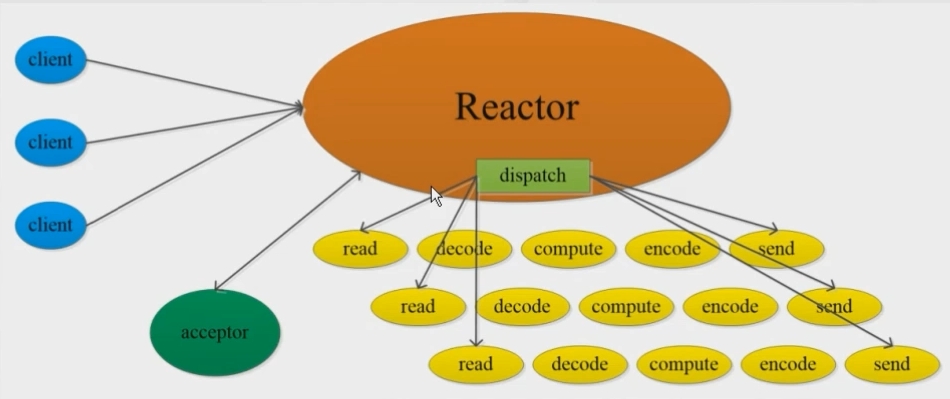 client
client
client
Reactor
dispatch
acceptor
read decode compute encode send
read decode compute encode send
read decode compute encode send